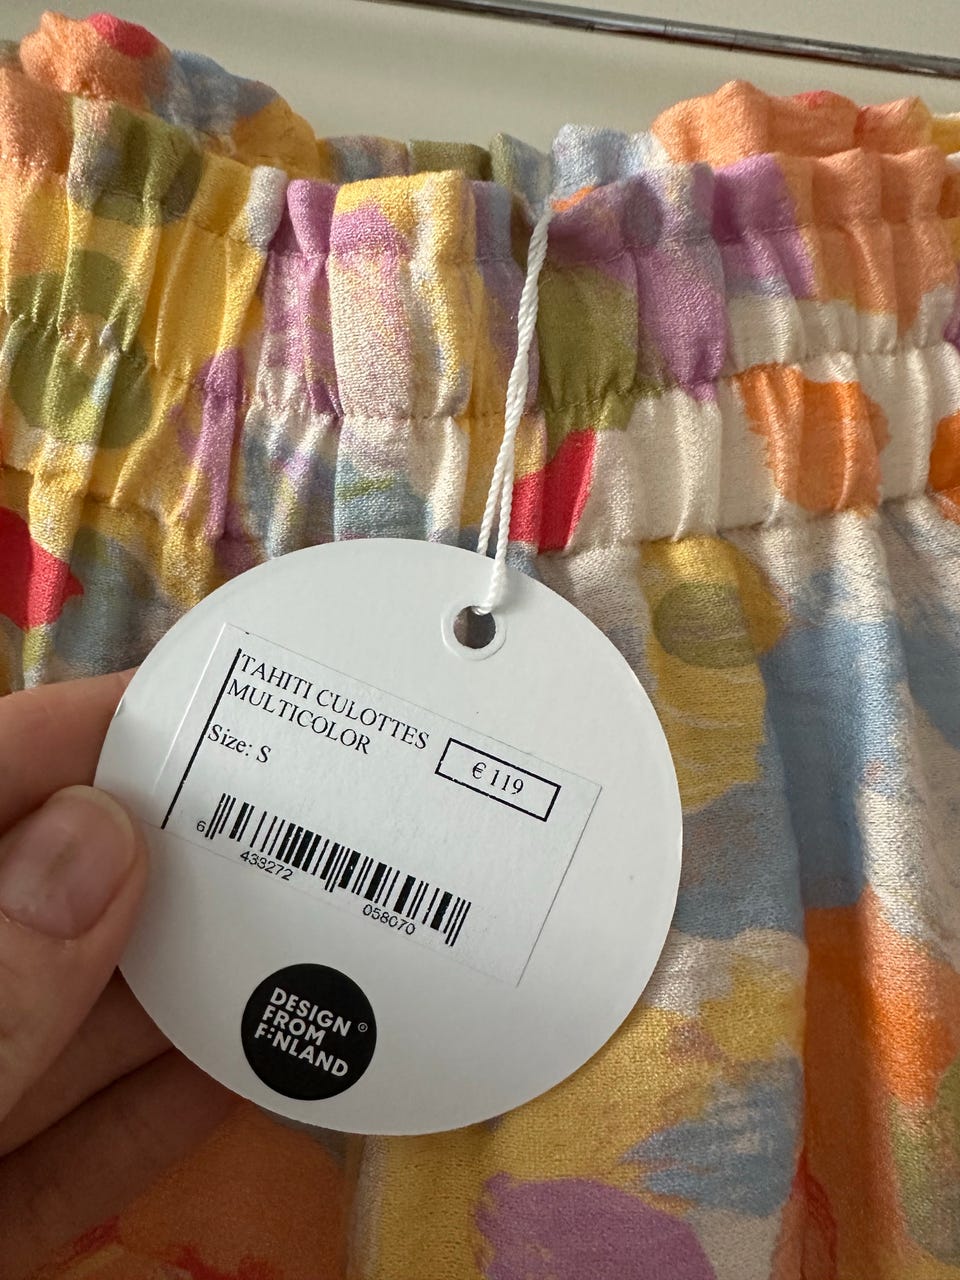 TAHITI CULOTTES
MULTICOLOR
Size: S
€ 119
6 433272 058070
DESIGN
FROM
FINLAND